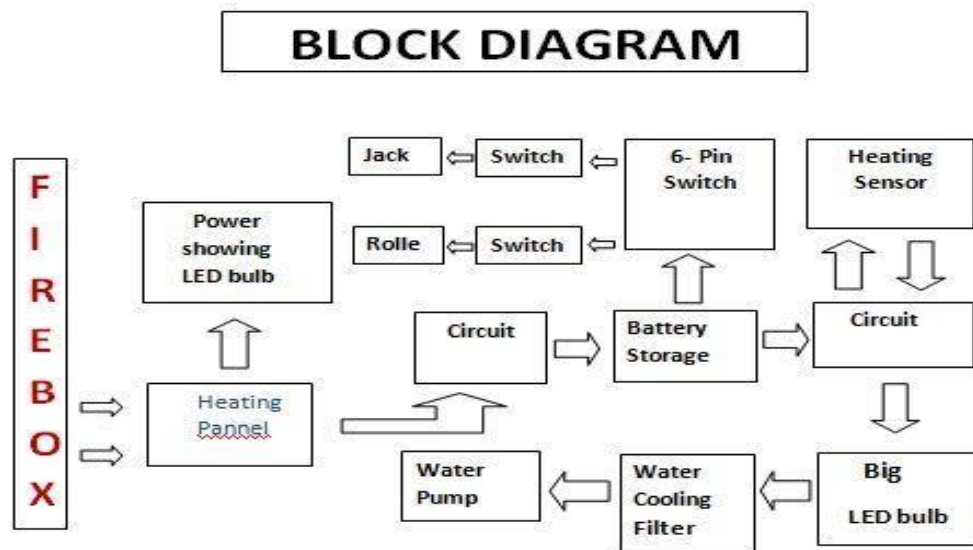 BLOCK DIAGRAM
FIREBOX
Jack
Switch
6- Pin
Switch
Heating
Sensor
Power
showing
LED bulb
Rolle
Switch
Circuit
Battery
Storage
Circuit
Heating
Pannel
Water
Pump
Water
Cooling
Filter
Big
LED bulb